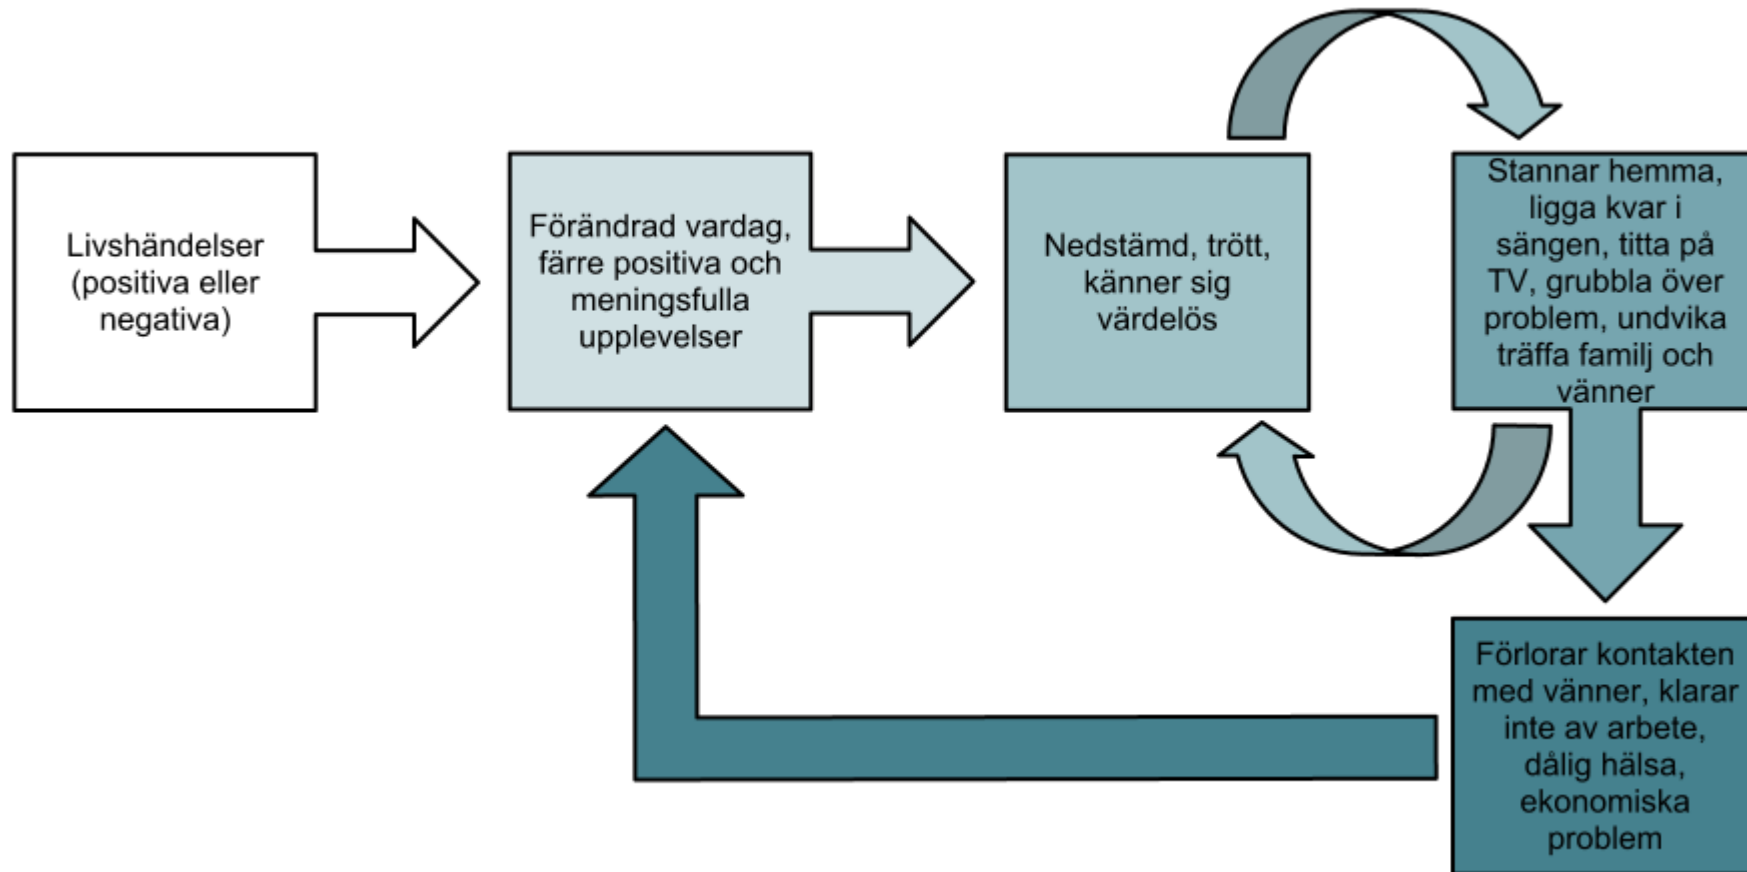 Livshändelser
(positiva eller
negativa)
Förändrad vardag,
färre positiva och
meningsfulla
upplevelser
Nedstämd, trött,
känner sig
värdelös
Stannar hemma,
ligga kvar i
sängen, titta på
TV, grubbla över
problem, undvika
träffa familj och
vänner
Förlorar kontakten
med vänner, klarar
inte av arbete,
dålig hälsa,
ekonomiska
problem